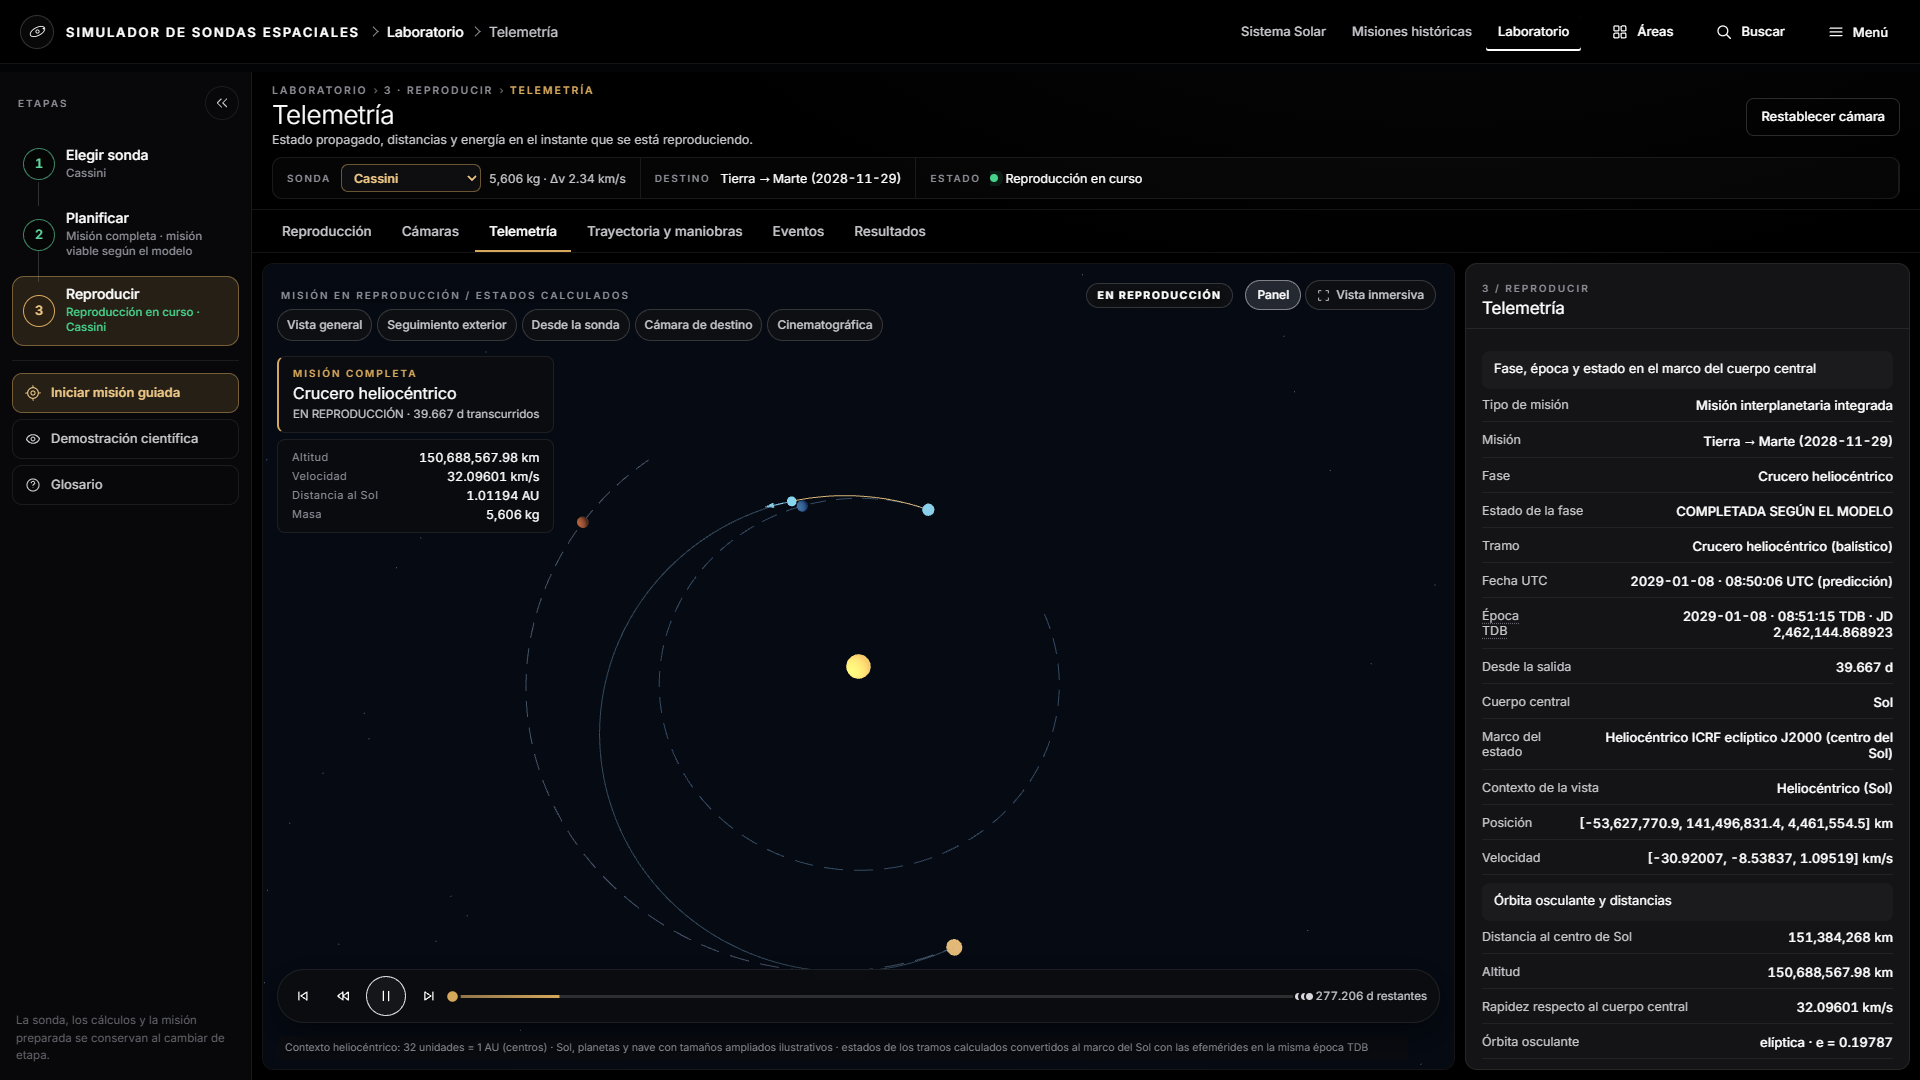 SIMULADOR DE SONDAS ESPACIALES > Laboratorio > Telemetría
Sistema Solar
Misiones históricas
Laboratorio
Áreas
Buscar
Menú
ETAPAS
1
Elegir sonda
Cassini
2
Planificar
Misión completa · misión
viable según el modelo
3
Reproducir
Reproducción en curso ·
Cassini
Iniciar misión guiada
Demostración científica
Glosario
La sonda, los cálculos y la misión
preparada se conservan al cambiar de
etapa.
LABORATORIO > 3 · REPRODUCIR > TELEMETRÍA
Telemetría
Estado propagado, distancias y energía en el instante que se está reproduciendo.
Restablecer cámara
SONDA Cassini 5,606 kg · Δv 2.34 km/s
DESTINO Tierra → Marte (2028-11-29)
ESTADO Reproducción en curso
Reproducción
Cámaras
Telemetría
Trayectoria y maniobras
Eventos
Resultados
MISIÓN EN REPRODUCCIÓN / ESTADOS CALCULADOS
EN REPRODUCCIÓN
Panel
Vista inmersiva
Vista general
Seguimiento exterior
Desde la sonda
Cámara de destino
Cinematográfica
MISIÓN COMPLETA
Crucero heliocéntrico
EN REPRODUCCIÓN · 39.667 d transcurridos
Altitud 150,688,567.98 km
Velocidad 32.09601 km/s
Distancia al Sol 1.01194 AU
Masa 5,606 kg
277.206 d restantes
Contexto heliocéntrico: 32 unidades = 1 AU (centros) · Sol, planetas y nave con tamaños ampliados ilustrativos · estados de los tramos calculados convertidos al marco del Sol con las efemérides en la misma época TDB
3 / REPRODUCIR
Telemetría
Fase, época y estado en el marco del cuerpo central
Tipo de misión Misión interplanetaria integrada
Misión Tierra → Marte (2028-11-29)
Fase Crucero heliocéntrico
Estado de la fase COMPLETADA SEGÚN EL MODELO
Tramo Crucero heliocéntrico (balístico)
Fecha UTC 2029-01-08 · 08:50:06 UTC (predicción)
Época 2029-01-08 · 08:51:15 TDB · JD
TDB 2,462,144.868923
Desde la salida 39.667 d
Cuerpo central Sol
Marco del Heliocéntrico ICRF eclíptico J2000 (centro del
estado Sol)
Contexto de la vista Heliocéntrico (Sol)
Posición [-53,627,770.9, 141,496,831.4, 4,461,554.5] km
Velocidad [-30.92007, -8.53837, 1.09519] km/s
Órbita osculante y distancias
Distancia al centro de Sol 151,384,268 km
Altitud 150,688,567.98 km
Rapidez respecto al cuerpo central 32.09601 km/s
Órbita osculante elíptica · e = 0.19787